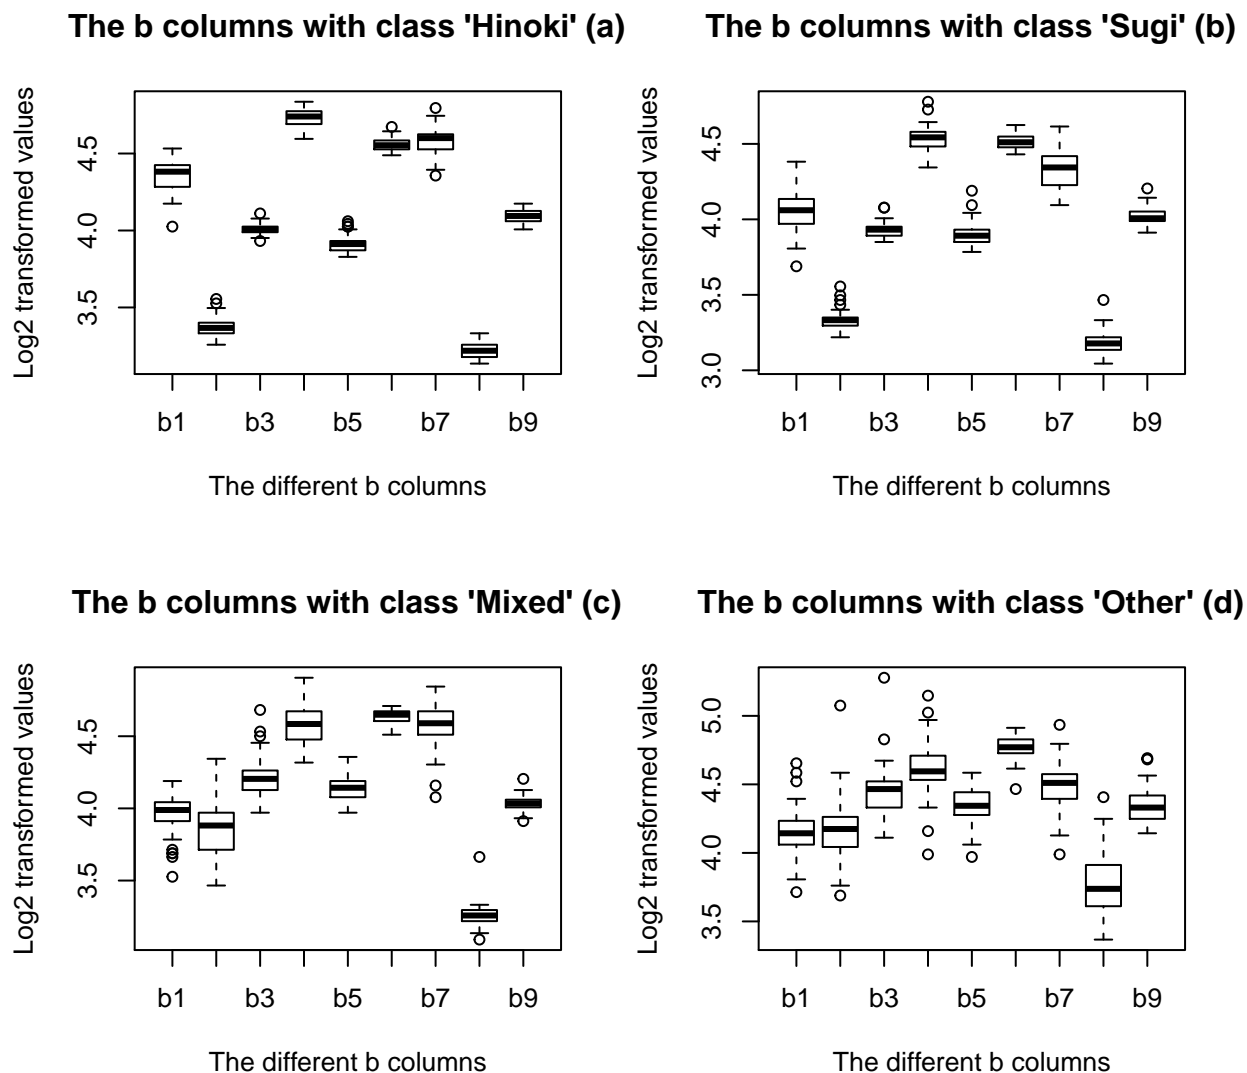 The b columns with class 'Hinoki' (a)
Log2 transformed values
4.5
4.0
3.5
b1 b3 b5 b7 b9
The different b columns
The b columns with class 'Sugi' (b)
Log2 transformed values
4.5
4.0
3.5
3.0
b1 b3 b5 b7 b9
The different b columns
The b columns with class 'Mixed' (c)
Log2 transformed values
4.5
4.0
3.5
b1 b3 b5 b7 b9
The different b columns
The b columns with class 'Other' (d)
Log2 transformed values
5.0
4.5
4.0
3.5
b1 b3 b5 b7 b9
The different b columns